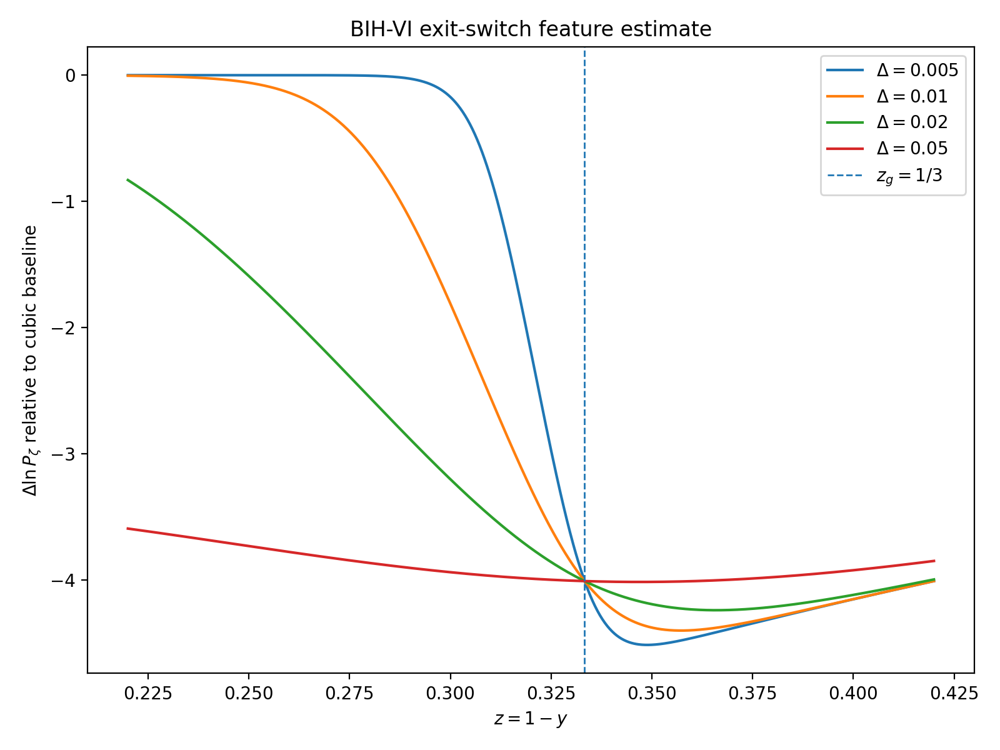 BIH-VI exit-switch feature estimate
Δ = 0.005
Δ = 0.01
Δ = 0.02
Δ = 0.05
z_g = 1/3
Δ ln P_ζ relative to cubic baseline
0
−1
−2
−3
−4
0.225 0.250 0.275 0.300 0.325 0.350 0.375 0.400 0.425
z = 1 − y